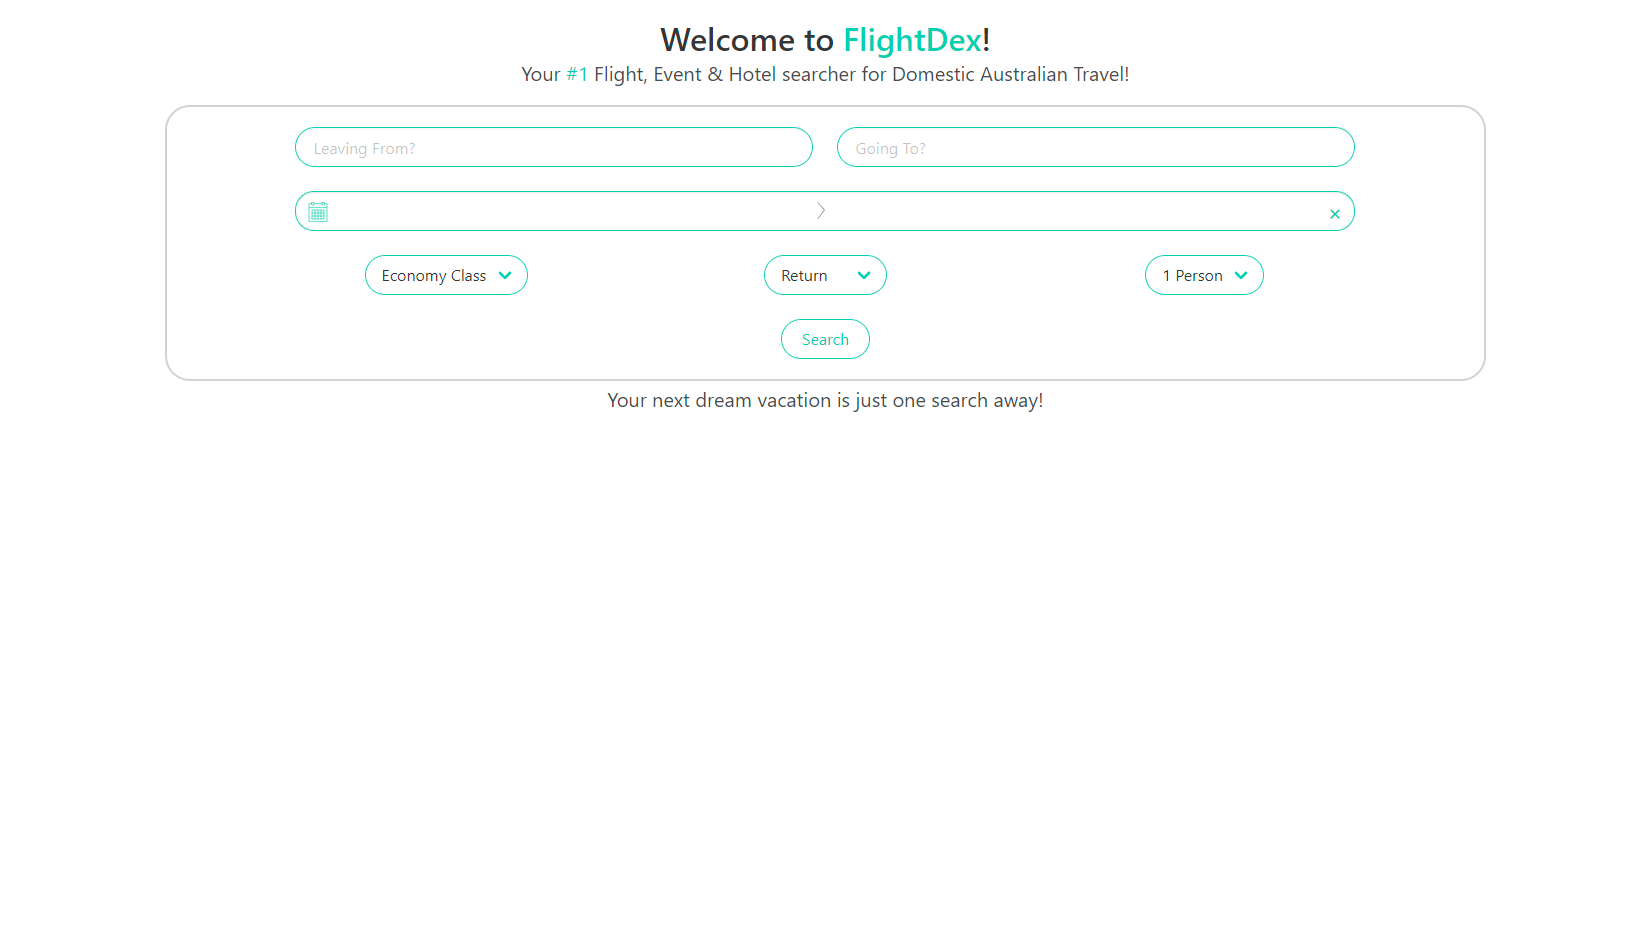 Welcome to FlightDex!
Your #1 Flight, Event & Hotel searcher for Domestic Australian Travel!
Leaving From?
Going To?
Economy Class
Return
1 Person
Search
Your next dream vacation is just one search away!